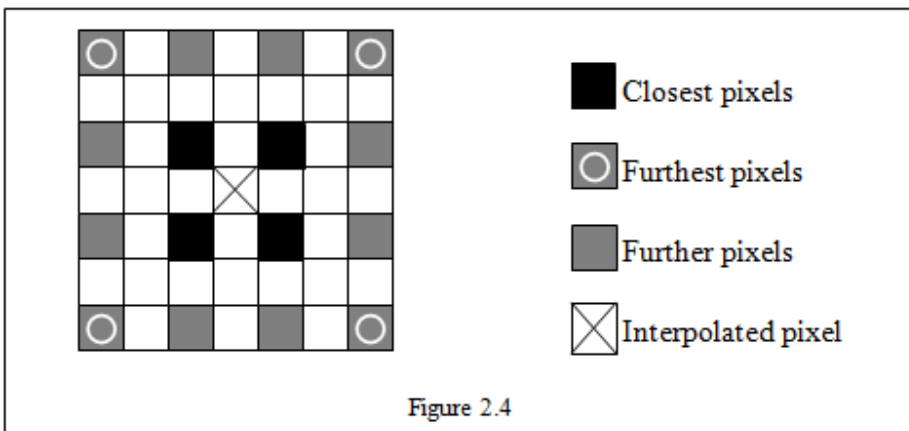 Closest pixels
Furthest pixels
Further pixels
Interpolated pixel
Figure 2.4